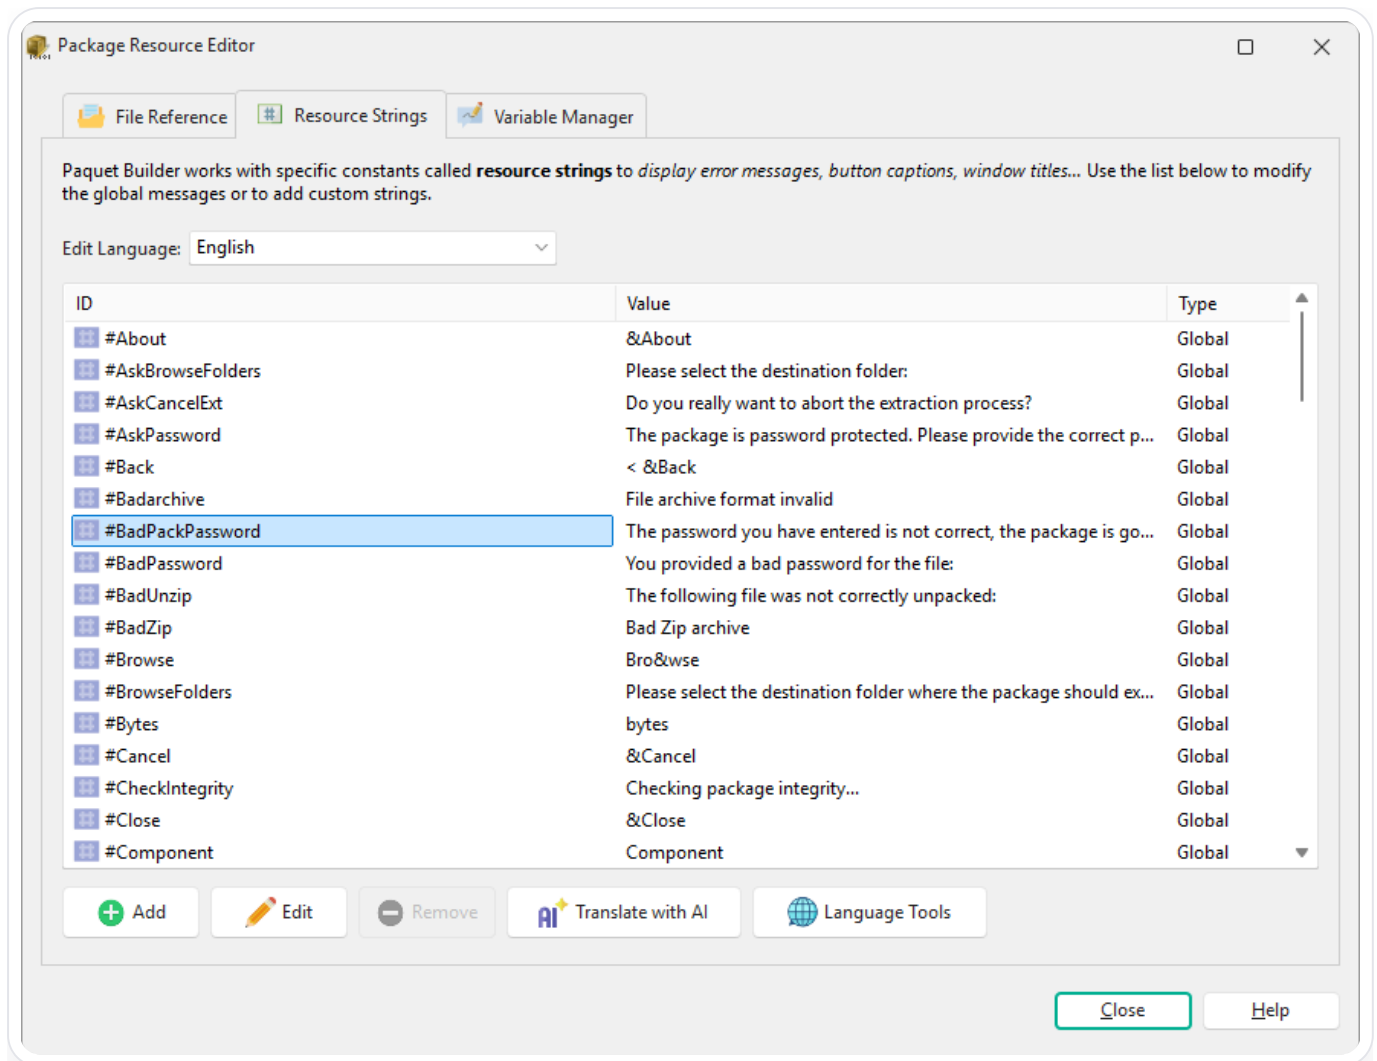 Package Resource Editor
File Reference
Resource Strings
Variable Manager
Paquet Builder works with specific constants called resource strings to display error messages, button captions, window titles... Use the list below to modify
the global messages or to add custom strings.
Edit Language: English
ID Value Type
#About &About Global
#AskBrowseFolders Please select the destination folder: Global
#AskCancelExt Do you really want to abort the extraction process? Global
#AskPassword The package is password protected. Please provide the correct p... Global
#Back < &Back Global
#Badarchive File archive format invalid Global
#BadPackPassword The password you have entered is not correct, the package is go... Global
#BadPassword You provided a bad password for the file: Global
#BadUnzip The following file was not correctly unpacked: Global
#BadZip Bad Zip archive Global
#Browse Bro&wse Global
#BrowseFolders Please select the destination folder where the package should ex... Global
#Bytes bytes Global
#Cancel &Cancel Global
#CheckIntegrity Checking package integrity... Global
#Close &Close Global
#Component Component Global
Add Edit Remove Translate with AI Language Tools
Close Help